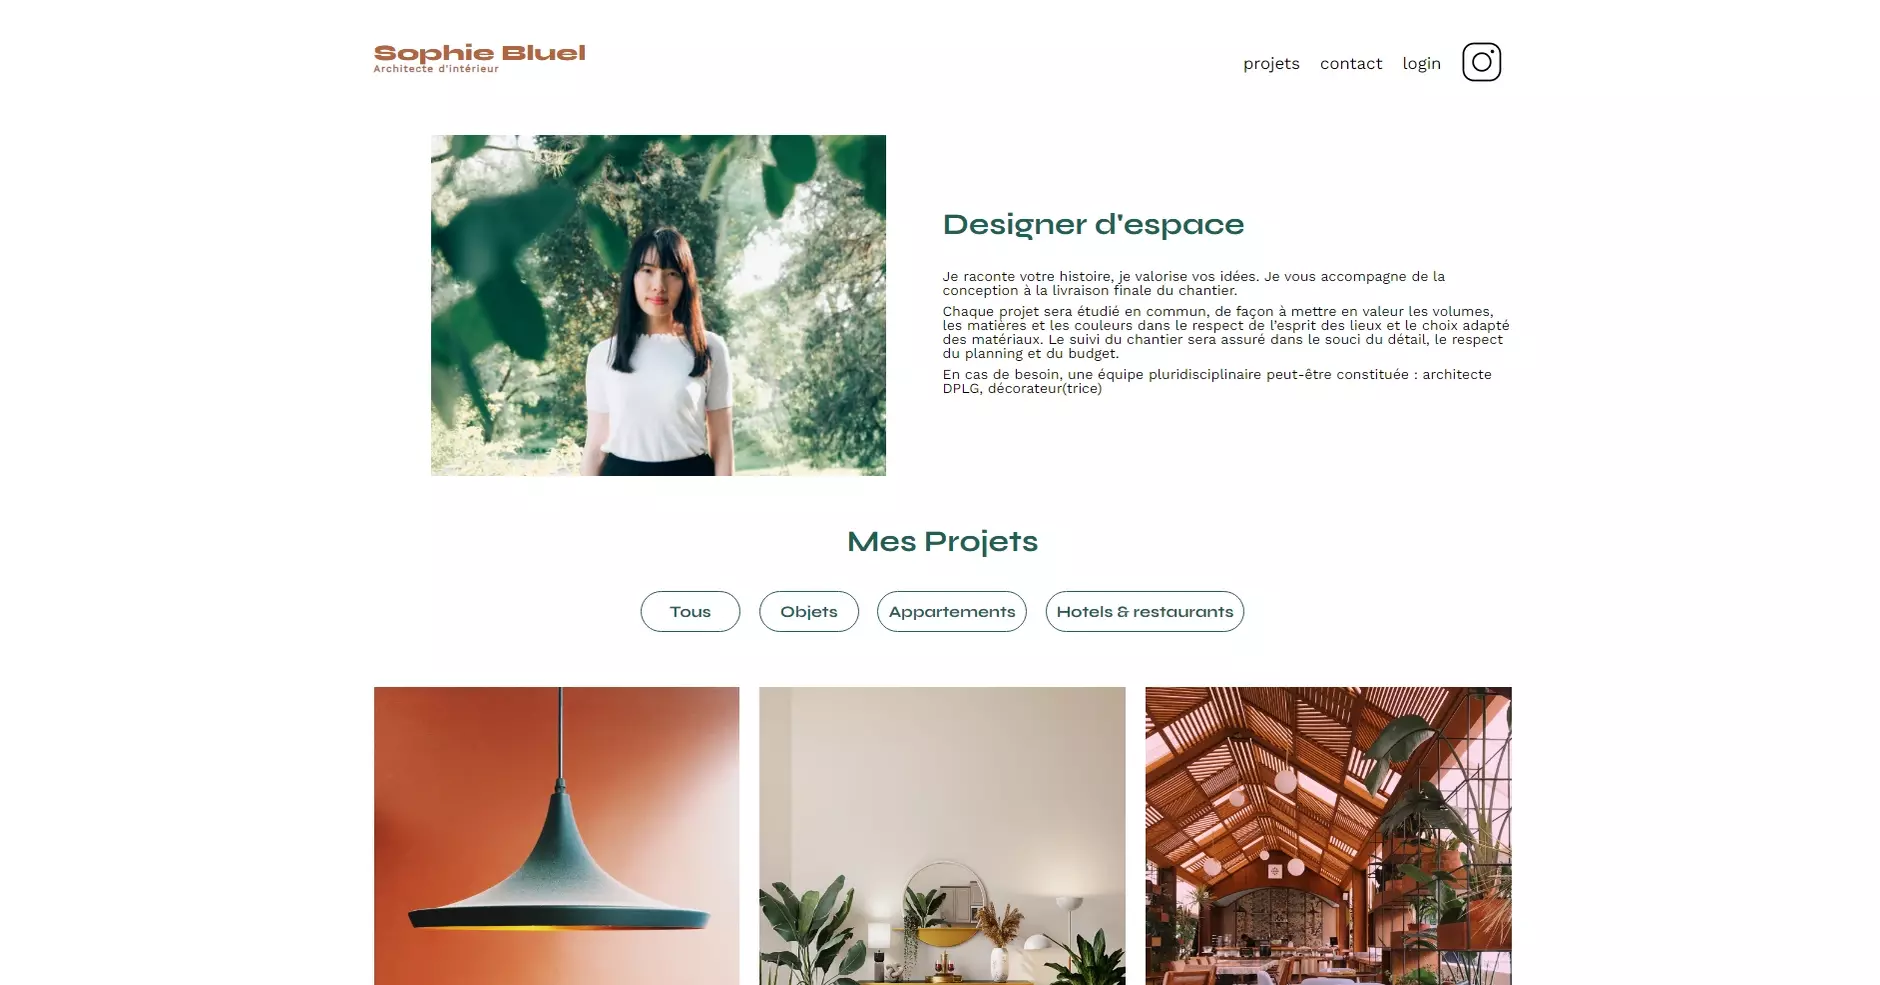 Sophie Bluel
Architecte d'intérieur
projets contact login
Designer d'espace
Je raconte votre histoire, je valorise vos idées. Je vous accompagne de la
conception à la livraison finale du chantier.
Chaque projet sera étudié en commun, de façon à mettre en valeur les volumes,
les matières et les couleurs dans le respect de l’esprit des lieux et le choix adapté
des matériaux. Le suivi du chantier sera assuré dans le souci du détail, le respect
du planning et du budget.
En cas de besoin, une équipe pluridisciplinaire peut-être constituée : architecte
DPLG, décorateur(trice)
Mes Projets
Tous Objets Appartements Hotels & restaurants